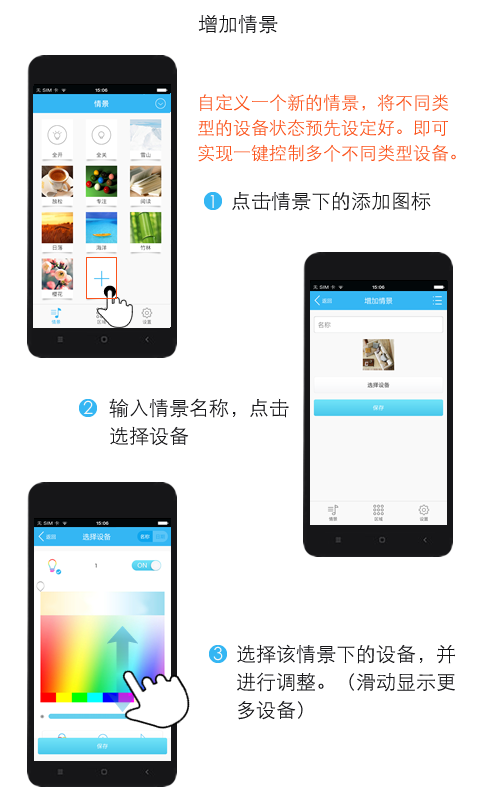 增加情景
无 SIM 卡 15:06
情景
全开 全关 雪山
放松 专注 阅读
日落 海洋 竹林
樱花
情景 区域 设置
自定义一个新的情景，将不同类
型的设备状态预先设定好。即可
实现一键控制多个不同类型设备。
1 点击情景下的添加图标
无 SIM 卡 15:06
返回 增加情景
名称
选择设备
保存
情景 区域 设置
2 输入情景名称，点击
选择设备
无 SIM 卡 15:06
返回 选择设备 名称
1 ON
保存
3 选择该情景下的设备，并
进行调整。（滑动显示更
多设备）